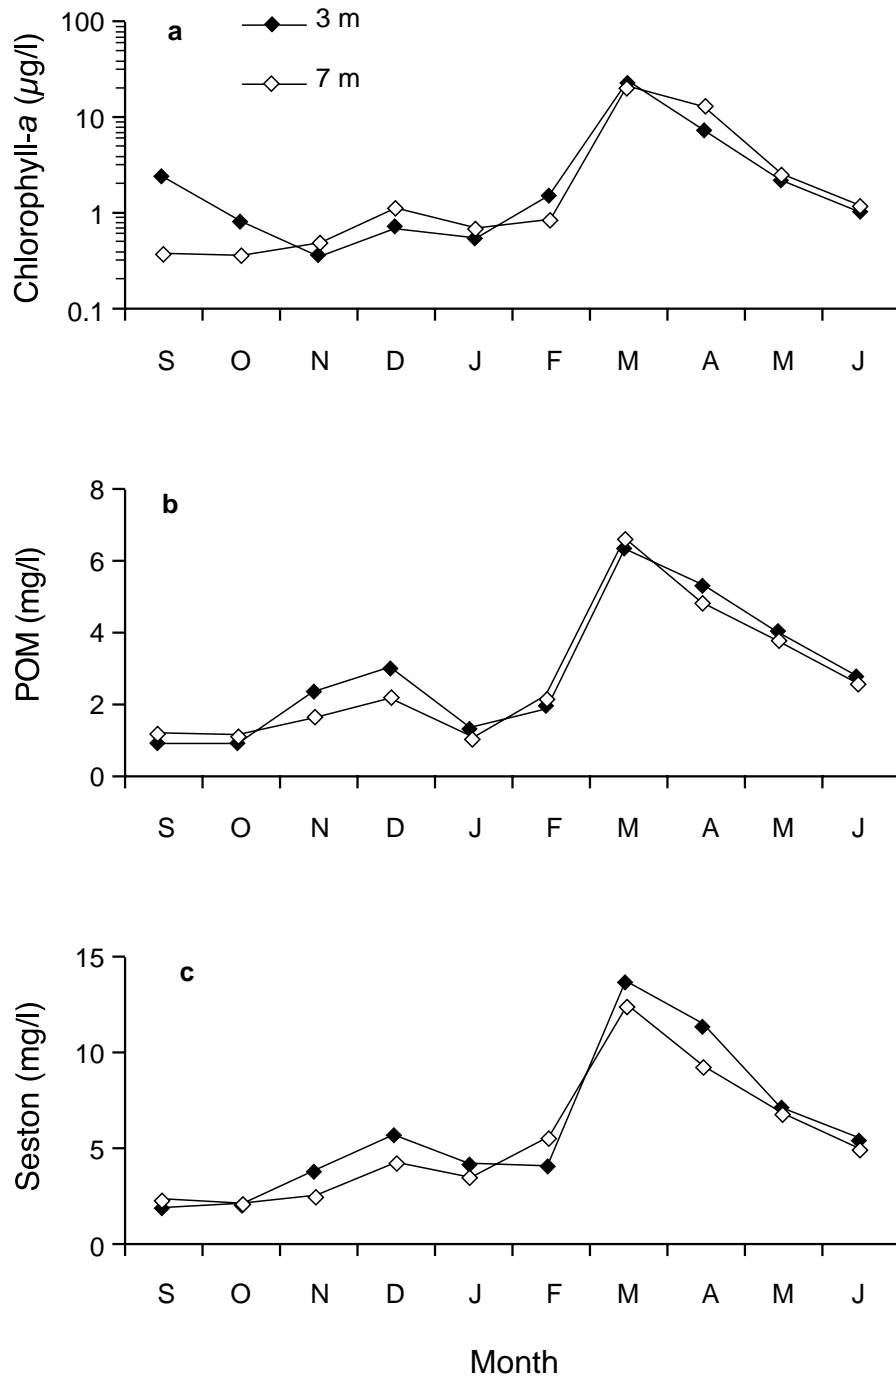 a
3 m
7 m
Chlorophyll-a (µg/l)
100
10
1
0.1
S O N D J F M A M J
b
POM (mg/l)
8
6
4
2
0
S O N D J F M A M J
c
Seston (mg/l)
15
10
5
0
S O N D J F M A M J
Month